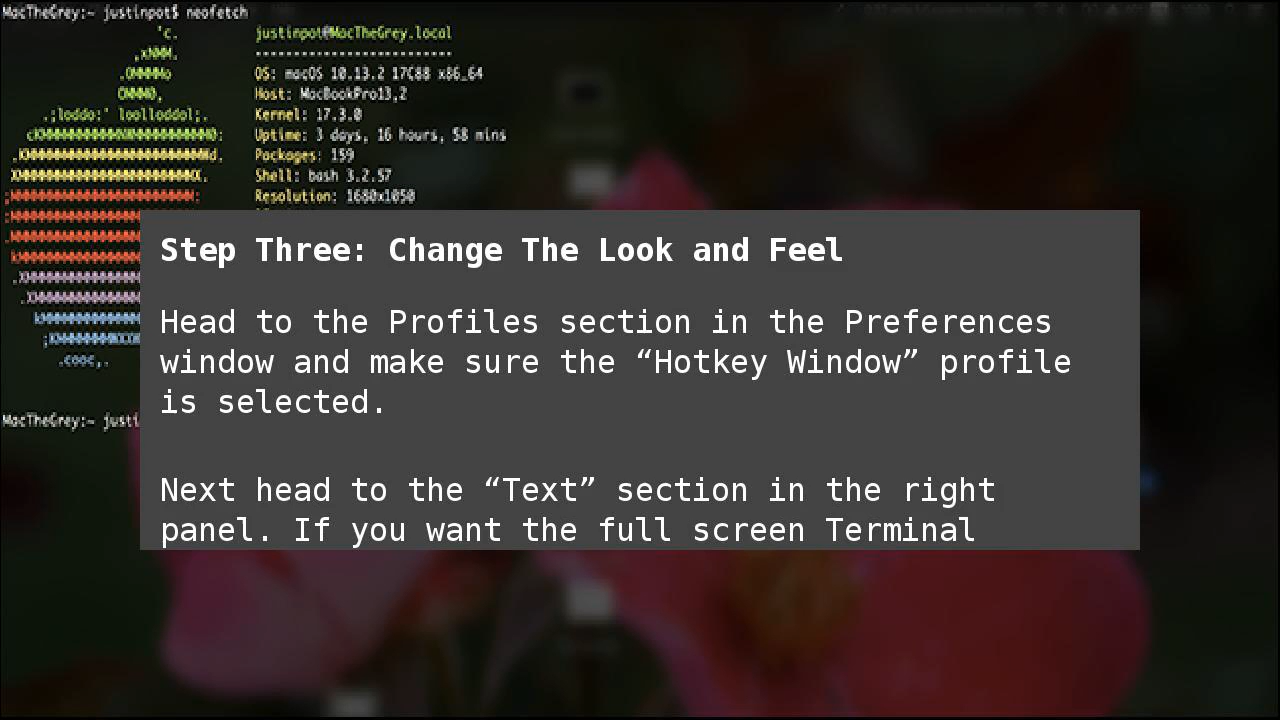 MacTheGrey:~ justinpot$ neofetch
justinpot@MacTheGrey.local
-------------------------
OS: macOS 10.13.2 17C88 x86_64
Host: MacBookPro13,2
Kernel: 17.3.0
Uptime: 3 days, 16 hours, 58 mins
Packages: 159
Shell: bash 3.2.57
Resolution: 1680x1050
Step Three: Change The Look and Feel
Head to the Profiles section in the Preferences
window and make sure the “Hotkey Window” profile
is selected.
Next head to the “Text” section in the right
panel. If you want the full screen Terminal
MacTheGrey:~ justi